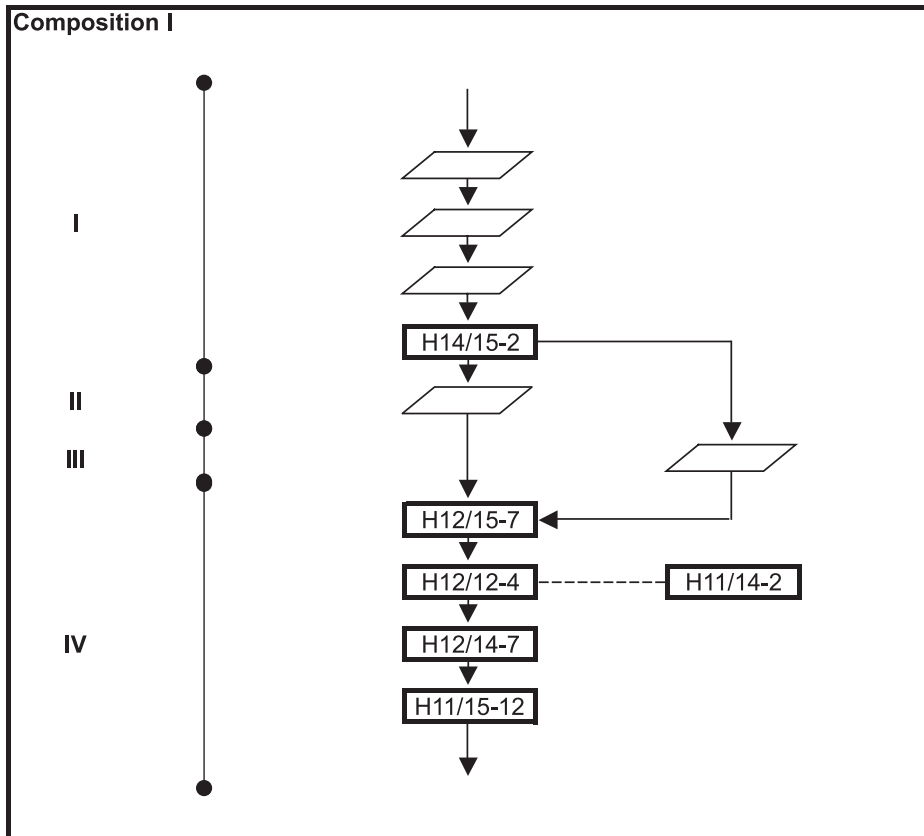 Composition I
I
H14/15-2
II
III
H12/15-7
H12/12-4 H11/14-2
IV H12/14-7
H11/15-12